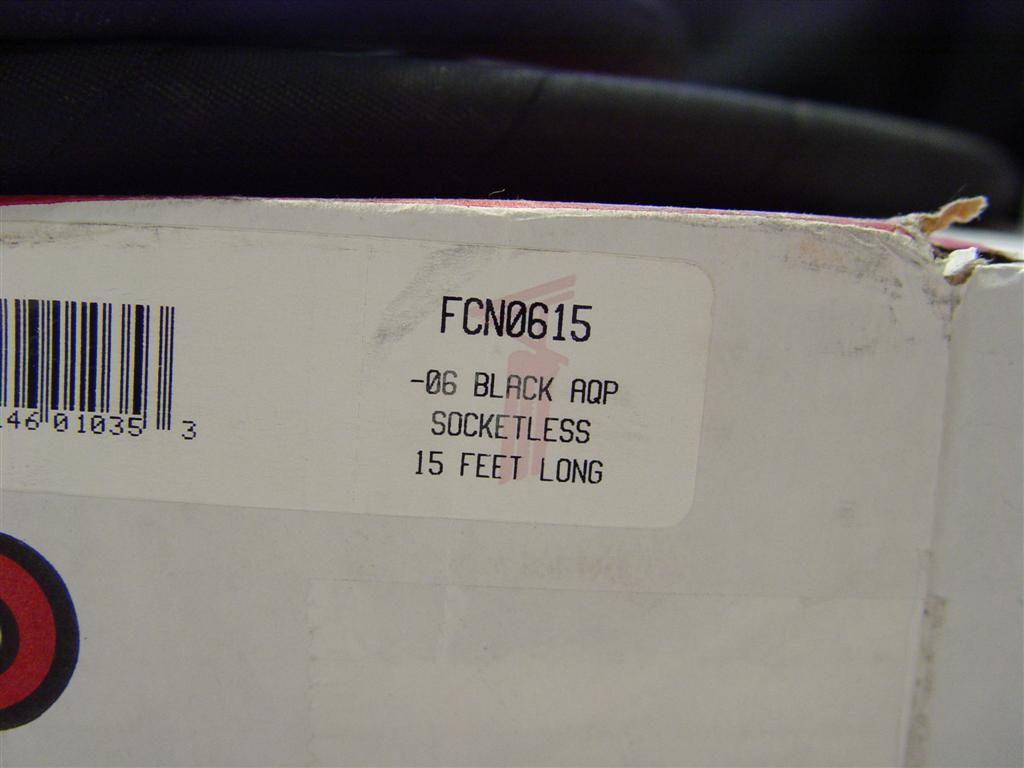 FCN0615
-06 BLACK AQP
SOCKETLESS
15 FEET LONG
46 01035 3